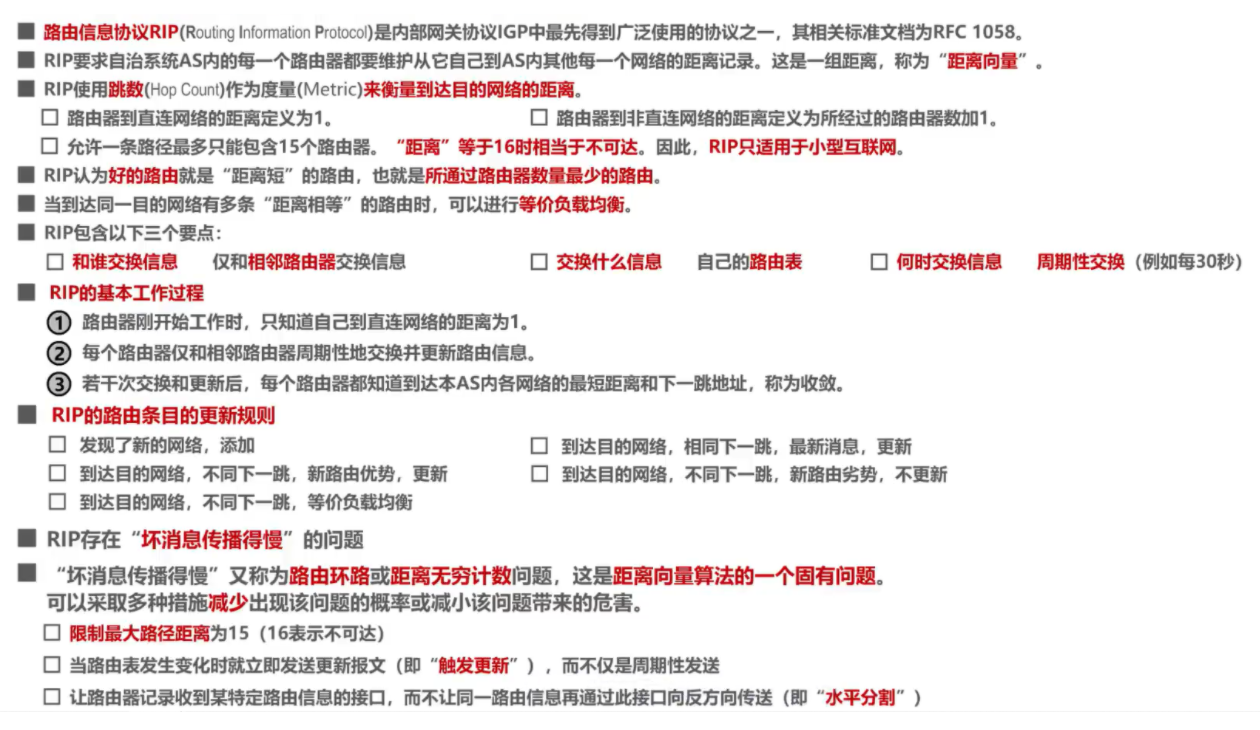 路由信息协议RIP(Routing Information Protocol)是内部网关协议IGP中最先得到广泛使用的协议之一，其相关标准文档为RFC 1058。
RIP要求自治系统AS内的每一个路由器都要维护从它自己到AS内其他每一个网络的距离记录。这是一组距离，称为“距离向量”。
RIP使用跳数(Hop Count)作为度量(Metric)来衡量到达目的网络的距离。
路由器到直连网络的距离定义为1。 路由器到非直连网络的距离定义为所经过的路由器数加1。
允许一条路径最多只能包含15个路由器。“距离”等于16时相当于不可达。因此，RIP只适用于小型互联网。
RIP认为好的路由就是“距离短”的路由，也就是所通过路由器数量最少的路由。
当到达同一目的网络有多条“距离相等”的路由时，可以进行等价负载均衡。
RIP包含以下三个要点：
和谁交换信息 仅和相邻路由器交换信息 交换什么信息 自己的路由表 何时交换信息 周期性交换（例如每30秒）
RIP的基本工作过程
① 路由器刚开始工作时，只知道自己到直连网络的距离为1。
② 每个路由器仅和相邻路由器周期性地交换并更新路由信息。
③ 若干次交换和更新后，每个路由器都知道到达本AS内各网络的最短距离和下一跳地址，称为收敛。
RIP的路由条目的更新规则
发现了新的网络，添加 到达目的网络，相同下一跳，最新消息，更新
到达目的网络，不同下一跳，新路由优势，更新 到达目的网络，不同下一跳，新路由劣势，不更新
到达目的网络，不同下一跳，等价负载均衡
RIP存在“坏消息传播得慢”的问题
“坏消息传播得慢”又称为路由环路或距离无穷计数问题，这是距离向量算法的一个固有问题。
可以采取多种措施减少出现该问题的概率或减小该问题带来的危害。
限制最大路径距离为15（16表示不可达）
当路由表发生变化时就立即发送更新报文（即“触发更新”），而不仅是周期性发送
让路由器记录收到某特定路由信息的接口，而不让同一路由信息再通过此接口向反方向传送（即“水平分割”）